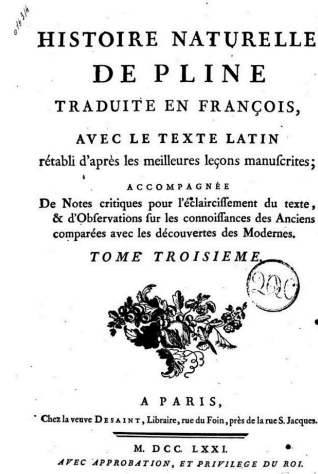 HISTOIRE NATURELLE
DE PLINE
TRADUITE EN FRANÇOIS,
AVEC LE TEXTE LATIN
rétabli d'après les meilleures leçons manuſcrites;
ACCOMPAGNÉE
De Notes critiques pour l'éclairciſſement du texte,
& d'Obſervations ſur les connoiſſances des Anciens
comparées avec les découvertes des Modernes.
TOME TROISIEME.
A PARIS,
Chez la veuve DESAINT, Libraire, rue du Foin, près de la rue S. Jacques.
M. DCC. LXXI.
AVEC APPROBATION, ET PRIVILEGE DU ROI.